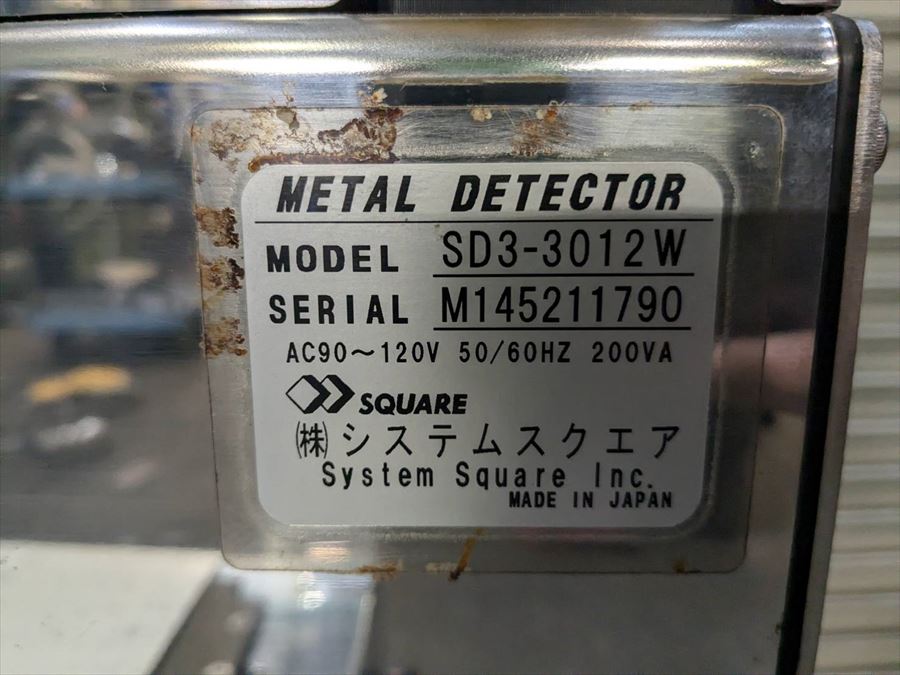 METAL DETECTOR
MODEL SD3-3012W
SERIAL M145211790
AC90～120V 50/60HZ 200VA
SQUARE
㈱システムスクエア
System Square Inc.
MADE IN JAPAN